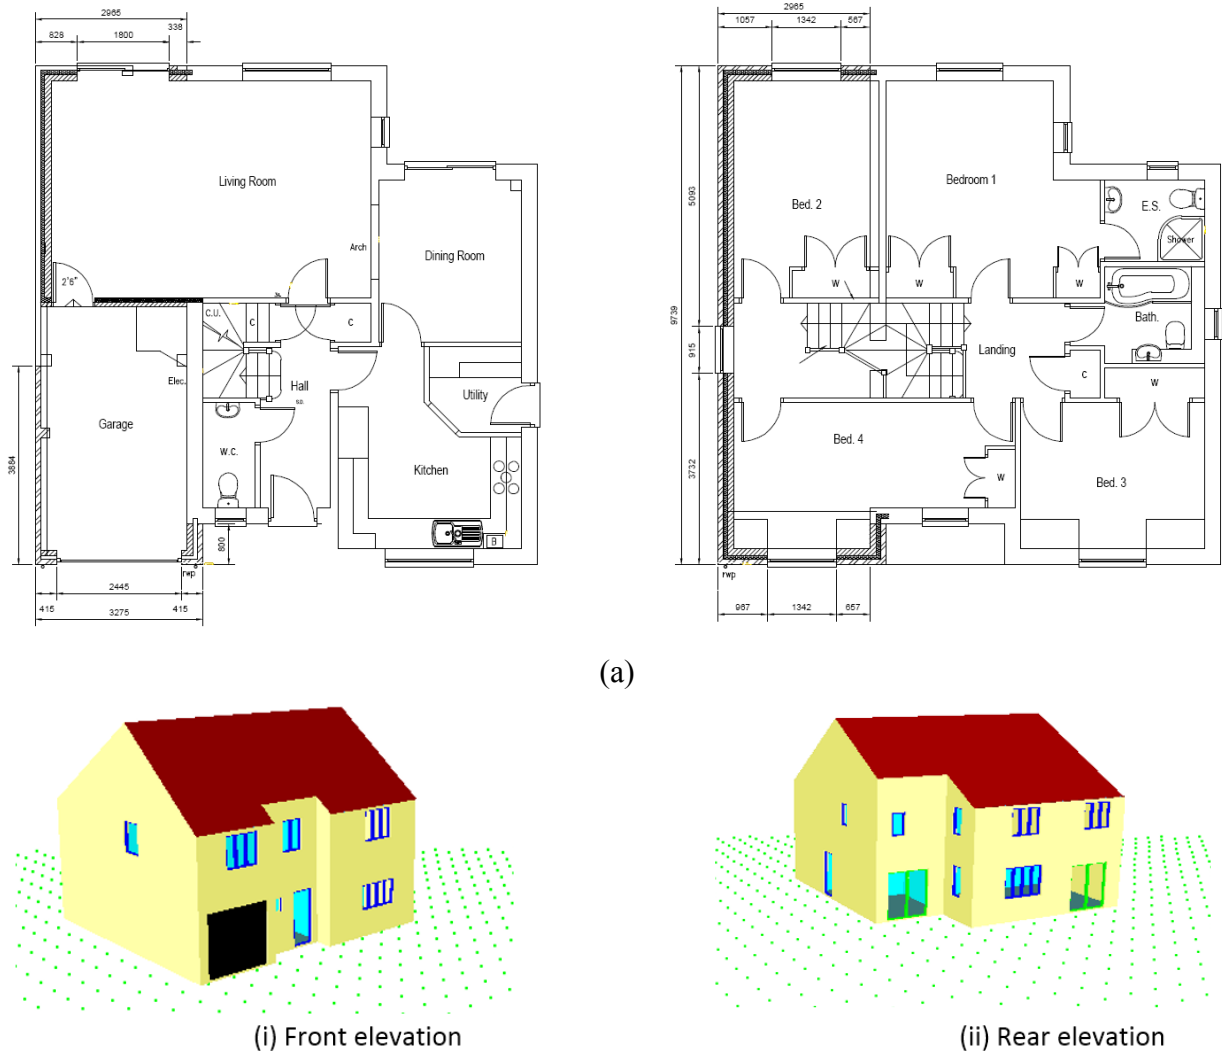 2965
338
828
1800
Living Room
Arch
Dining Room
2'6"
C.U.
C
C
Elec.
Hall
S.D.
Utility
Garage
W.C.
Kitchen
3884
800
B
rwp
2445
415
415
3275
2965
1057
1342
567
Bedroom 1
5093
Bed. 2
E.S.
Shower
W
W
W
9739
Bath.
915
Landing
C
W
Bed. 4
3732
W
Bed. 3
rwp
967
1342
657
(a)
(i) Front elevation
(ii) Rear elevation